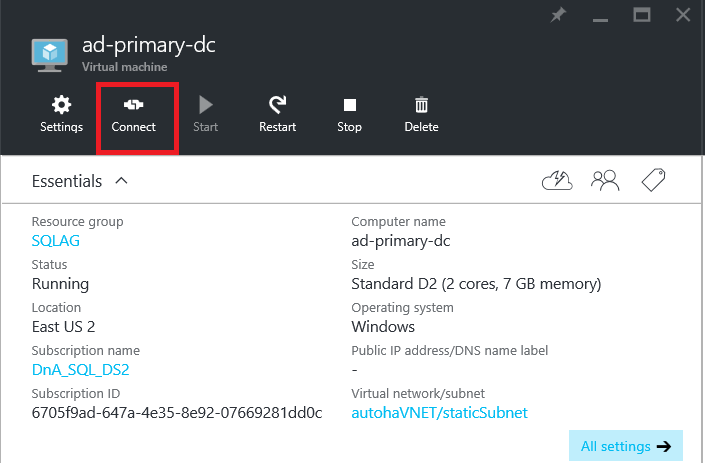 ad-primary-dc
Virtual machine
Settings Connect Start Restart Stop Delete
Essentials
Resource group
SQLAG
Status
Running
Location
East US 2
Subscription name
DnA_SQL_DS2
Subscription ID
6705f9ad-647a-4e35-8e92-07669281dd0c
Computer name
ad-primary-dc
Size
Standard D2 (2 cores, 7 GB memory)
Operating system
Windows
Public IP address/DNS name label
-
Virtual network/subnet
autohaVNET/staticSubnet
All settings